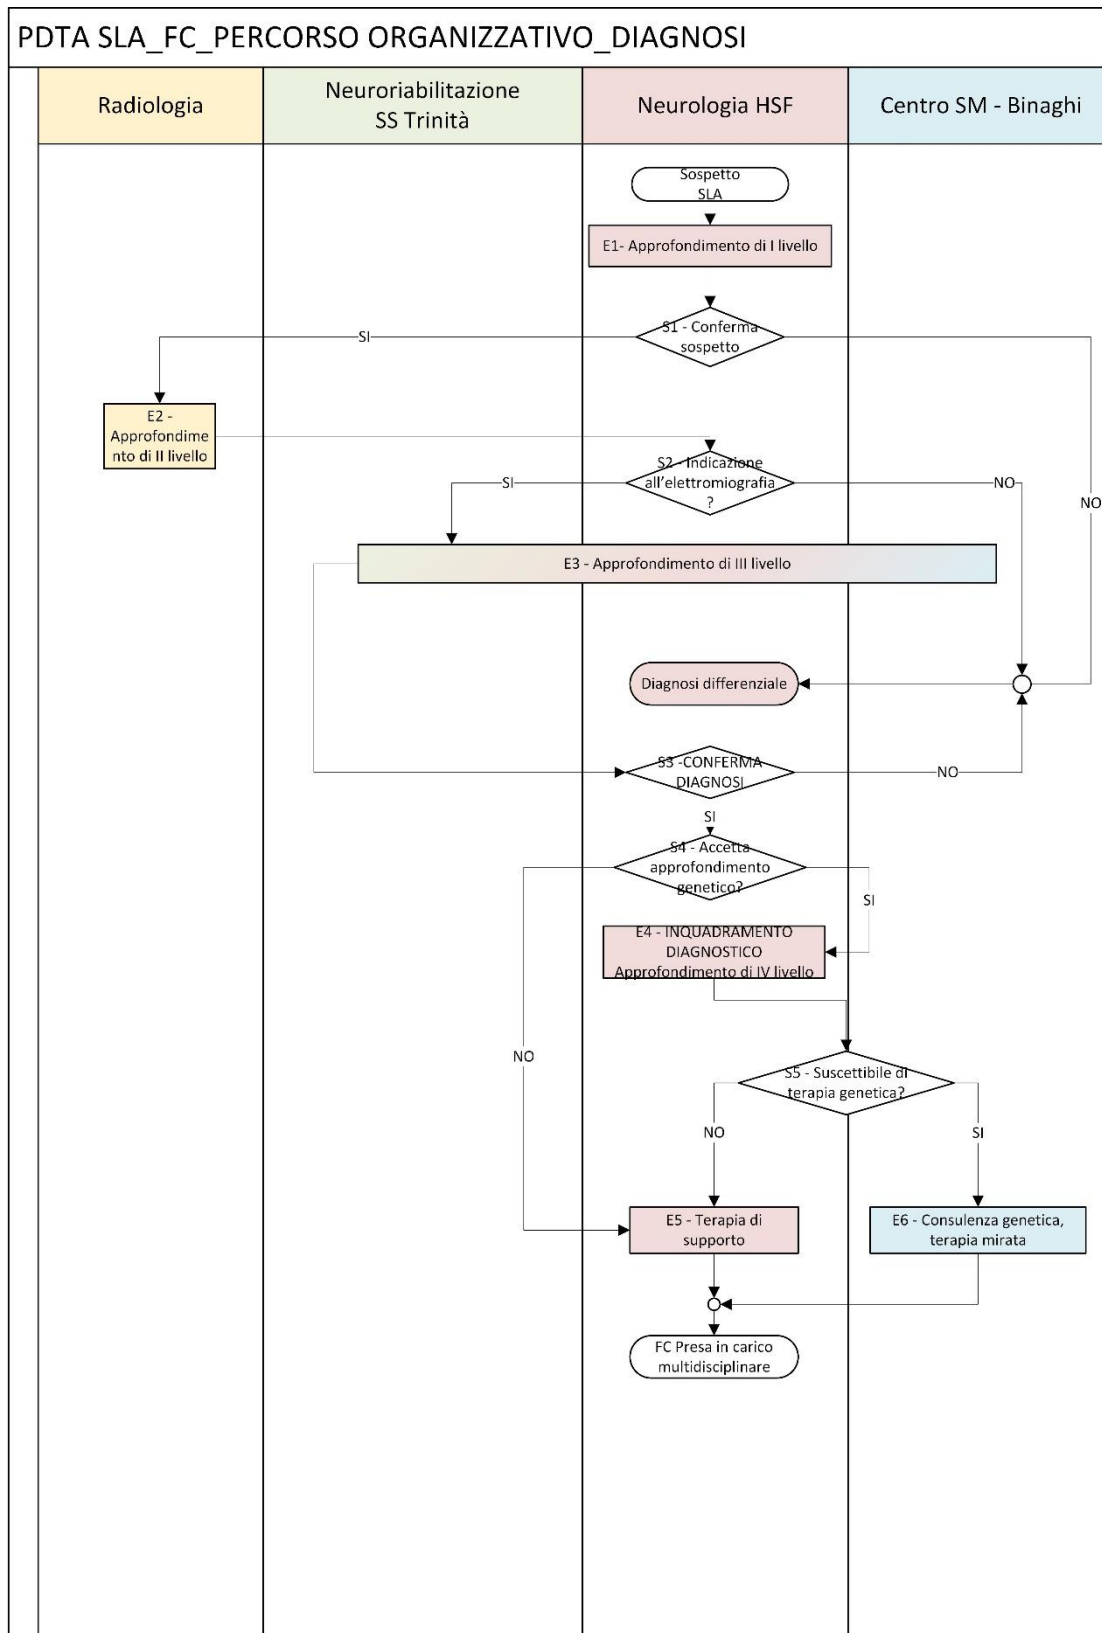 PDTA SLA_FC_PERCORSO ORGANIZZATIVO_DIAGNOSI
Radiologia
Neuroriabilitazione
SS Trinità
Neurologia HSF
Centro SM - Binaghi
Sospetto
SLA
E1- Approfondimento di I livello
S1 - Conferma
sospetto
SI
NO
E2 -
Approfondime
nto di II livello
S2 - Indicazione
all'elettromiografia
?
SI
NO
E3 - Approfondimento di III livello
Diagnosi differenziale
S3 -CONFERMA
DIAGNOSI
NO
SI
S4 - Accetta
approfondimento
genetico?
SI
NO
E4 - INQUADRAMENTO
DIAGNOSTICO
Approfondimento di IV livello
S5 - Suscettibile di
terapia genetica?
NO
SI
E5 - Terapia di
supporto
E6 - Consulenza genetica,
terapia mirata
FC Presa in carico
multidisciplinare